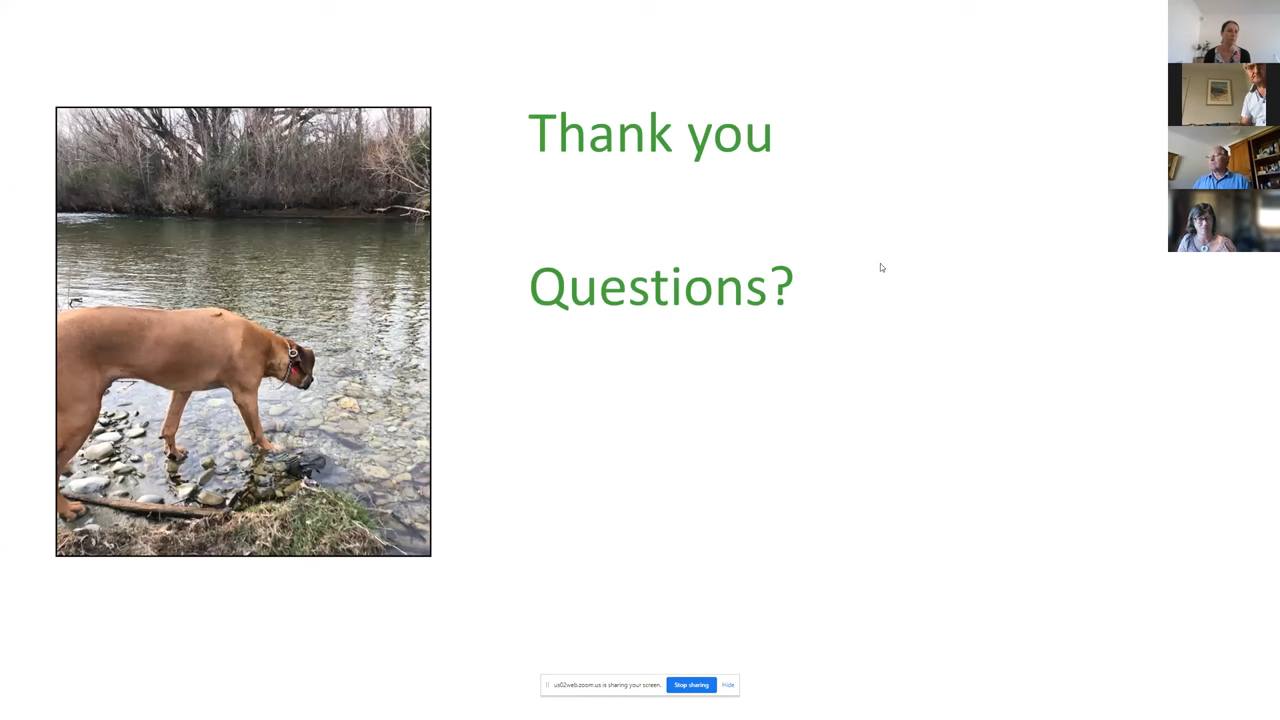 Thank you
Questions?
us02web.zoom.us is sharing your screen.
Stop sharing
Hide